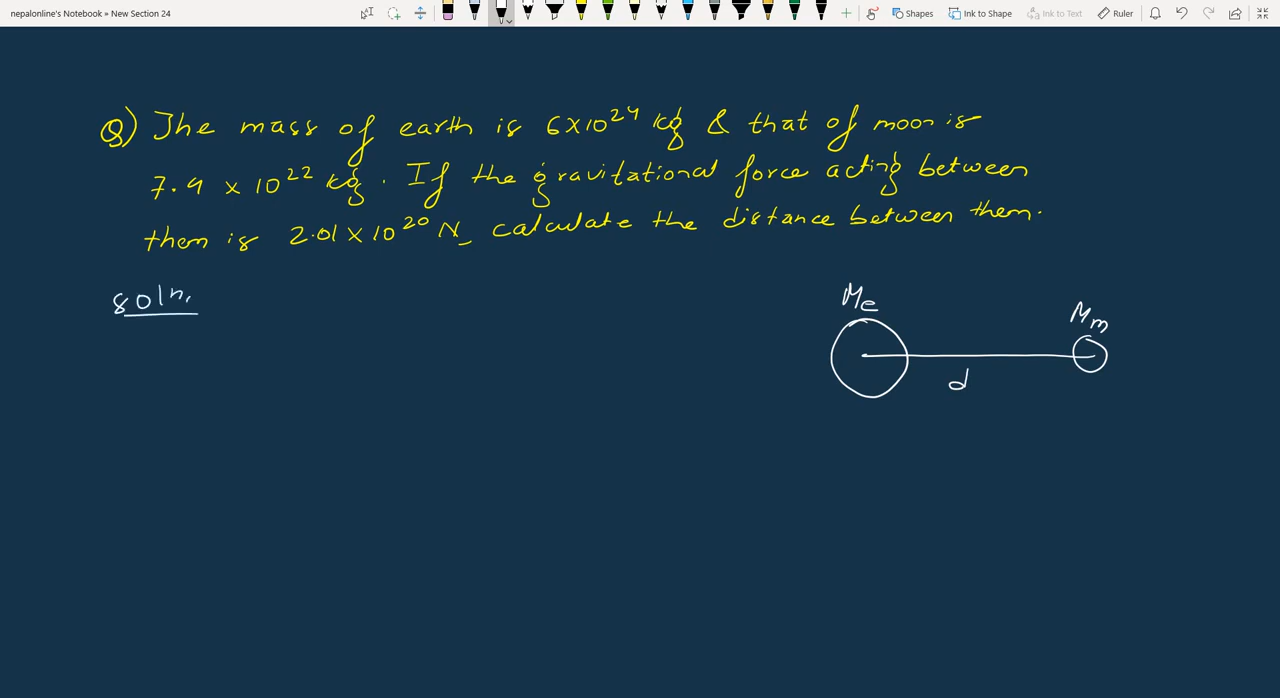 nepalonline's Notebook » New Section 24
Shapes Ink to Shape Ink to Text Ruler
Q) The mass of earth is 6×10²⁴ kg & that of moon is
7.4 × 10²² kg. If the gravitational force acting between
them is 2.01×10²⁰ N, calculate the distance between them.
Soln.
Me
Mm
d